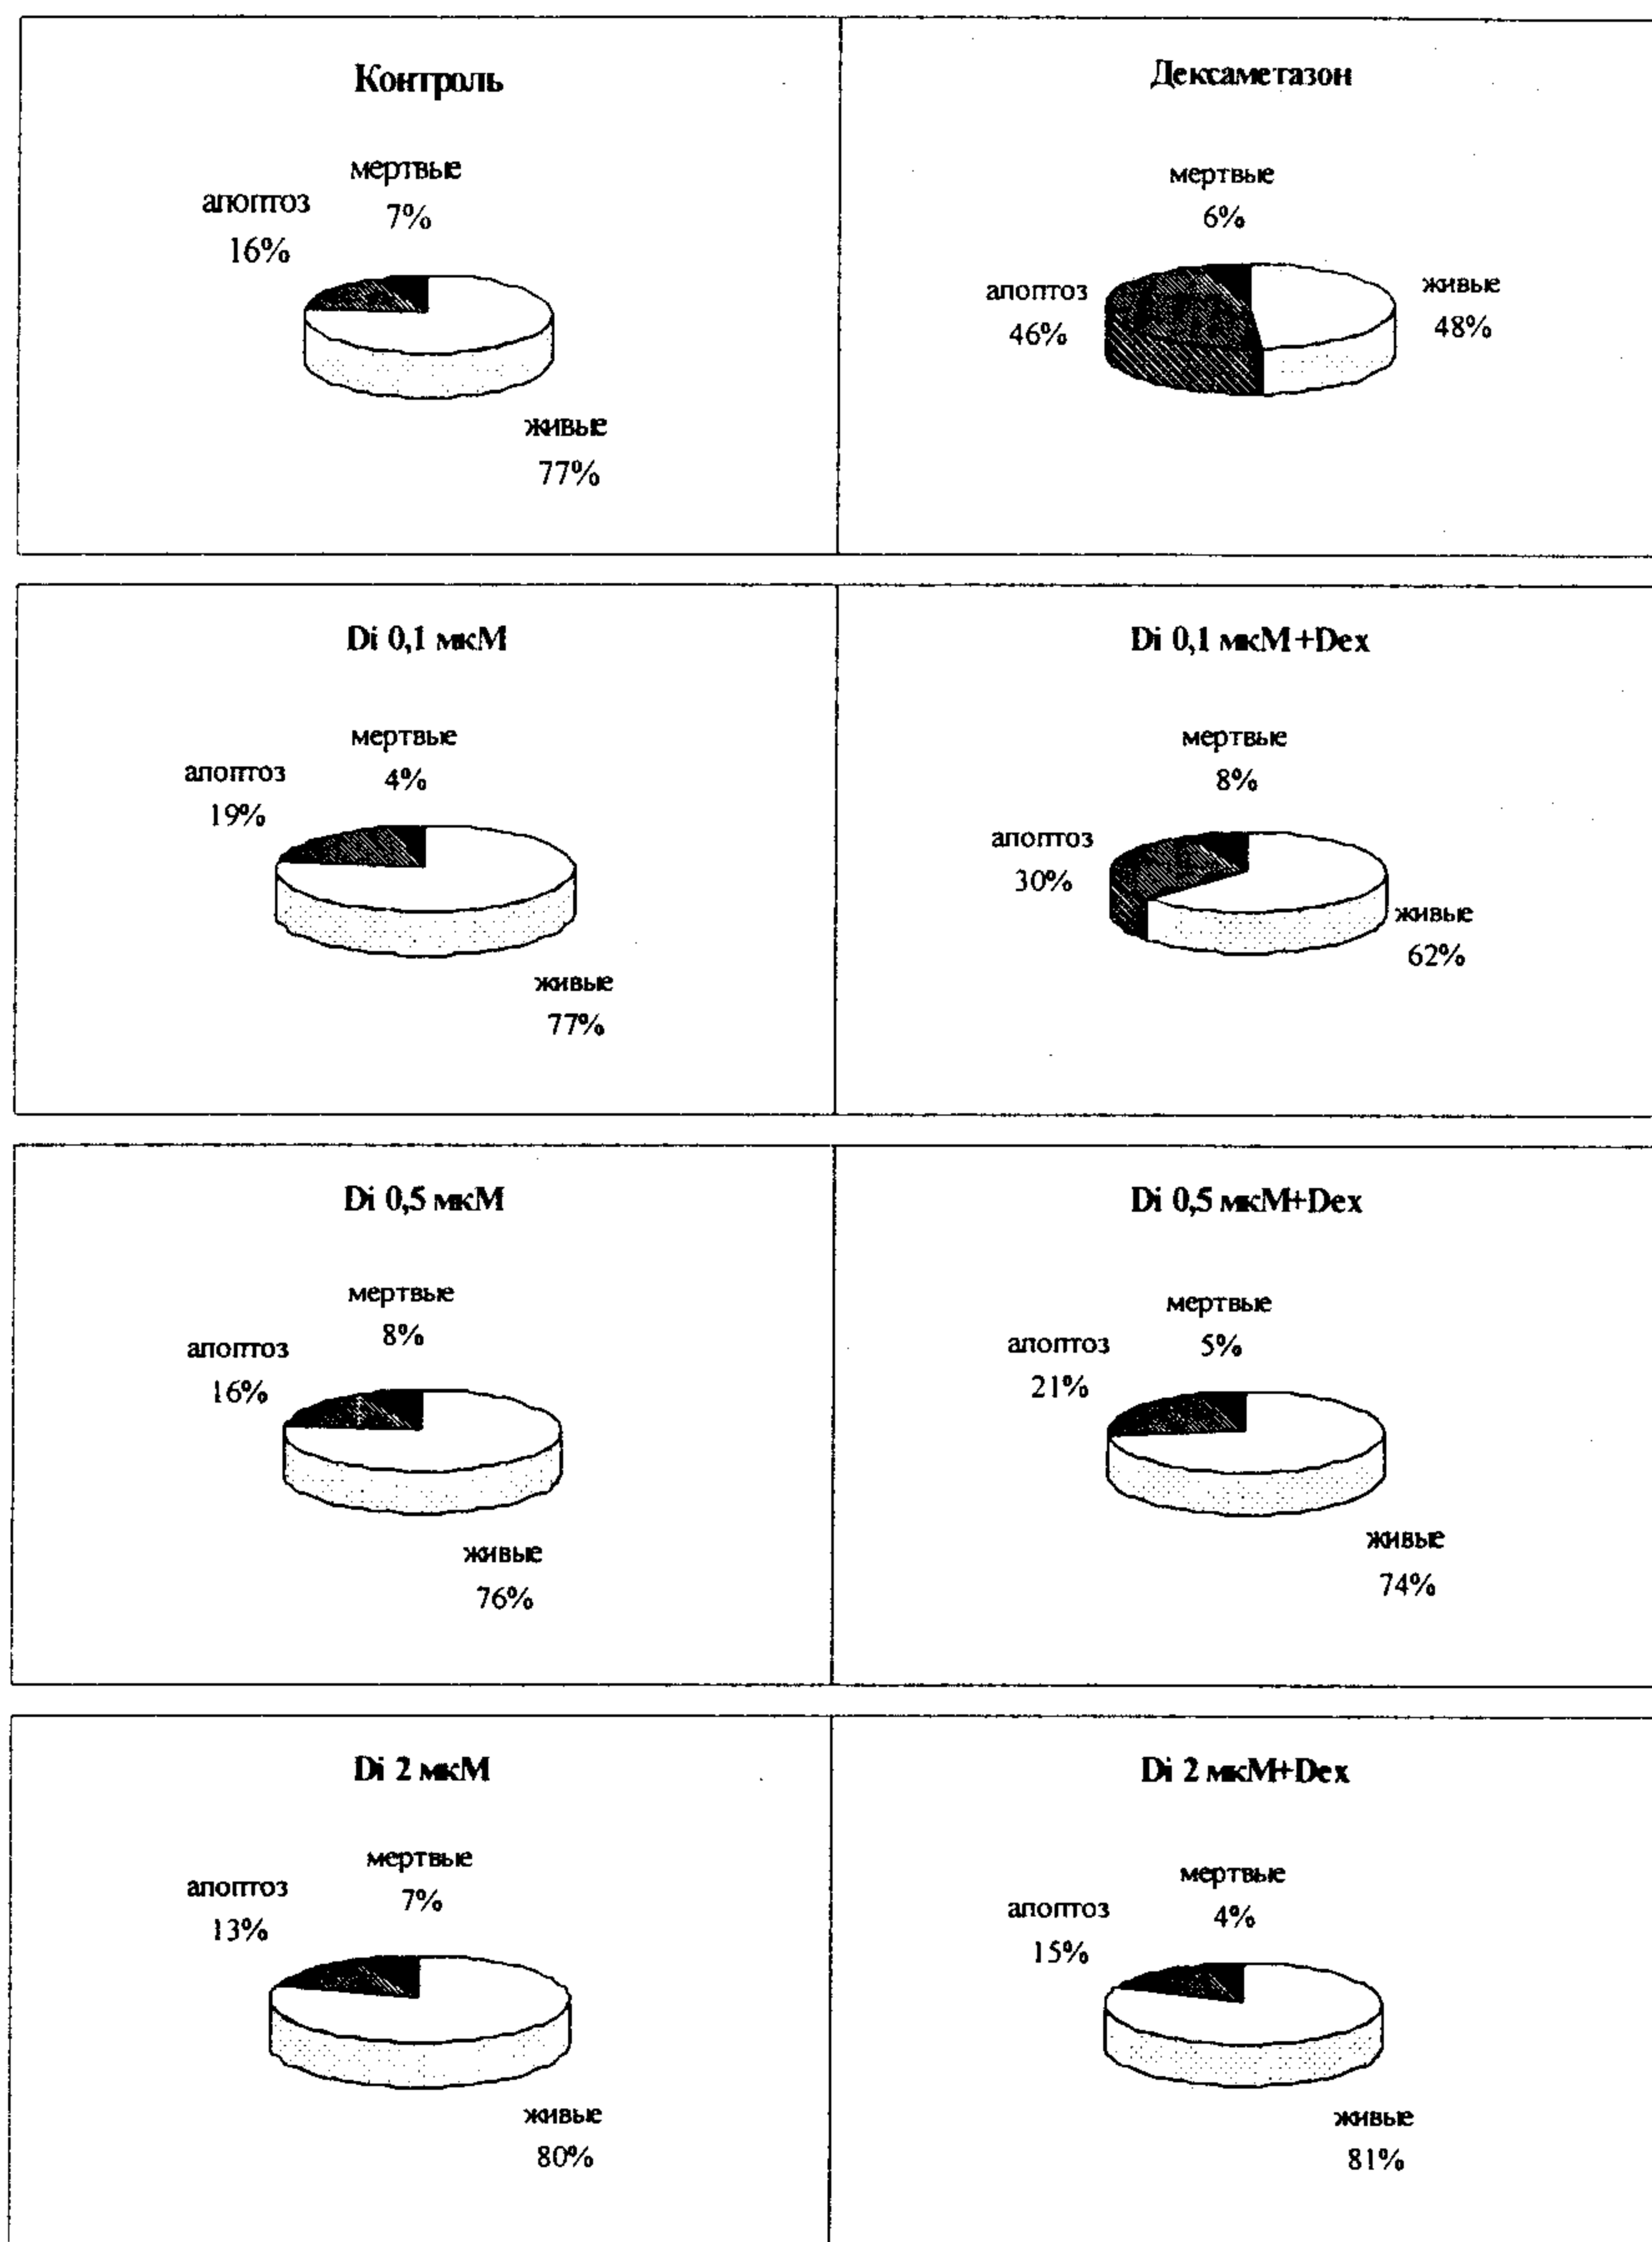 Контроль
мертвые
7%
апоптоз
16%
живые
77%
Дексаметазон
мертвые
6%
апоптоз
46%
живые
48%
Di 0,1 мкМ
мертвые
4%
апоптоз
19%
живые
77%
Di 0,1 мкМ+Dex
мертвые
8%
апоптоз
30%
живые
62%
Di 0,5 мкМ
мертвые
8%
апоптоз
16%
живые
76%
Di 0,5 мкМ+Dex
мертвые
5%
апоптоз
21%
живые
74%
Di 2 мкМ
мертвые
7%
апоптоз
13%
живые
80%
Di 2 мкМ+Dex
мертвые
4%
апоптоз
15%
живые
81%